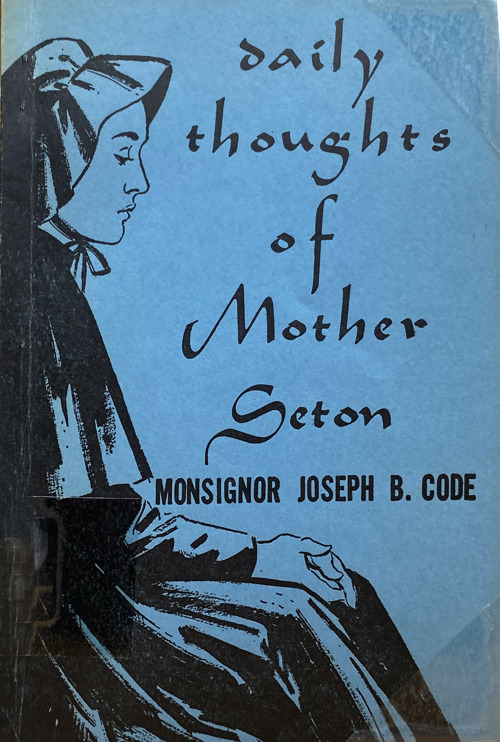 daily
thoughts
of
Mother
Seton
MONSIGNOR JOSEPH B. CODE